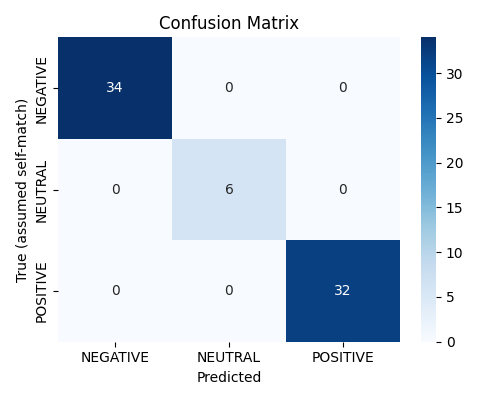 Confusion Matrix
True (assumed self-match)
NEGATIVE
34
0
0
NEUTRAL
0
6
0
POSITIVE
0
0
32
NEGATIVE
NEUTRAL
POSITIVE
Predicted
30
25
20
15
10
5
0